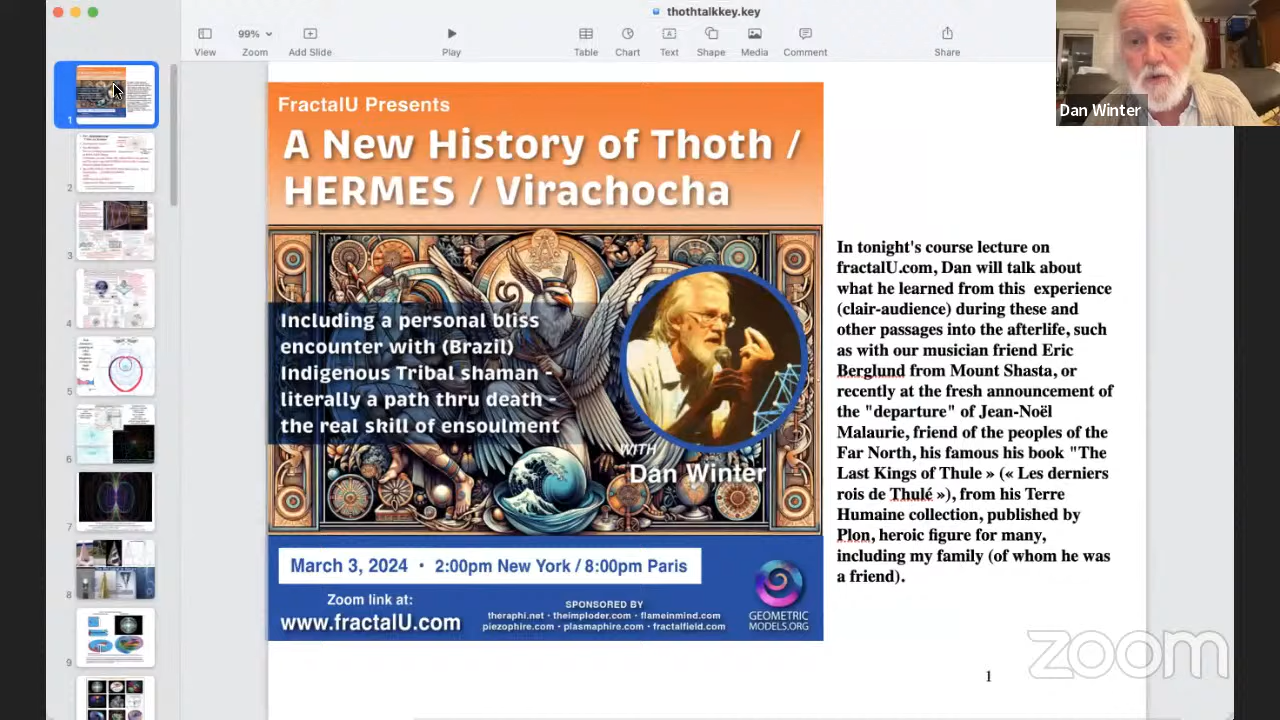 thothtalkkey.key
View
99%
Zoom
Add Slide
Play
Table
Chart
Text
Shape
Media
Comment
Share
Dan Winter
1
2
3
4
5
6
7
8
9
FractalU Presents
A New History of Thoth /
HERMES / Virachocha
Including a personal bliss
encounter with (Brazil)
Indigenous Tribal shaman -
literally a path thru death -
the real skill of ensoulment
WITH
Dan Winter
March 3, 2024 • 2:00pm New York / 8:00pm Paris
Zoom link at:
www.fractalU.com
SPONSORED BY
theraphi.net - theimploder.com - flameinmind.com
piezophire.com - plasmaphire.com - fractalfield.com
GEOMETRIC
MODELS.ORG
In tonight's course lecture on
fractalU.com, Dan will talk about
what he learned from this experience
(clair-audience) during these and
other passages into the afterlife, such
as with our musician friend Eric
Berglund from Mount Shasta, or
recently at the fresh announcement of
the "departure" of Jean-Noël
Malaurie, friend of the peoples of the
Far North, his famous his book "The
Last Kings of Thule » (« Les derniers
rois de Thulé »), from his Terre
Humaine collection, published by
Plon, heroic figure for many,
including my family (of whom he was
a friend).
1
zoom